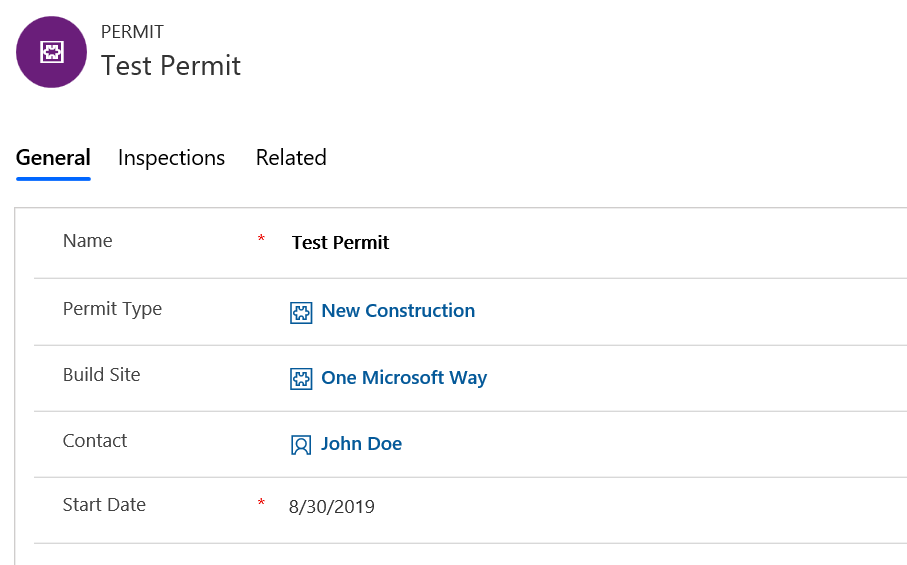 PERMIT
Test Permit
General Inspections Related
Name * Test Permit
Permit Type New Construction
Build Site One Microsoft Way
Contact John Doe
Start Date * 8/30/2019